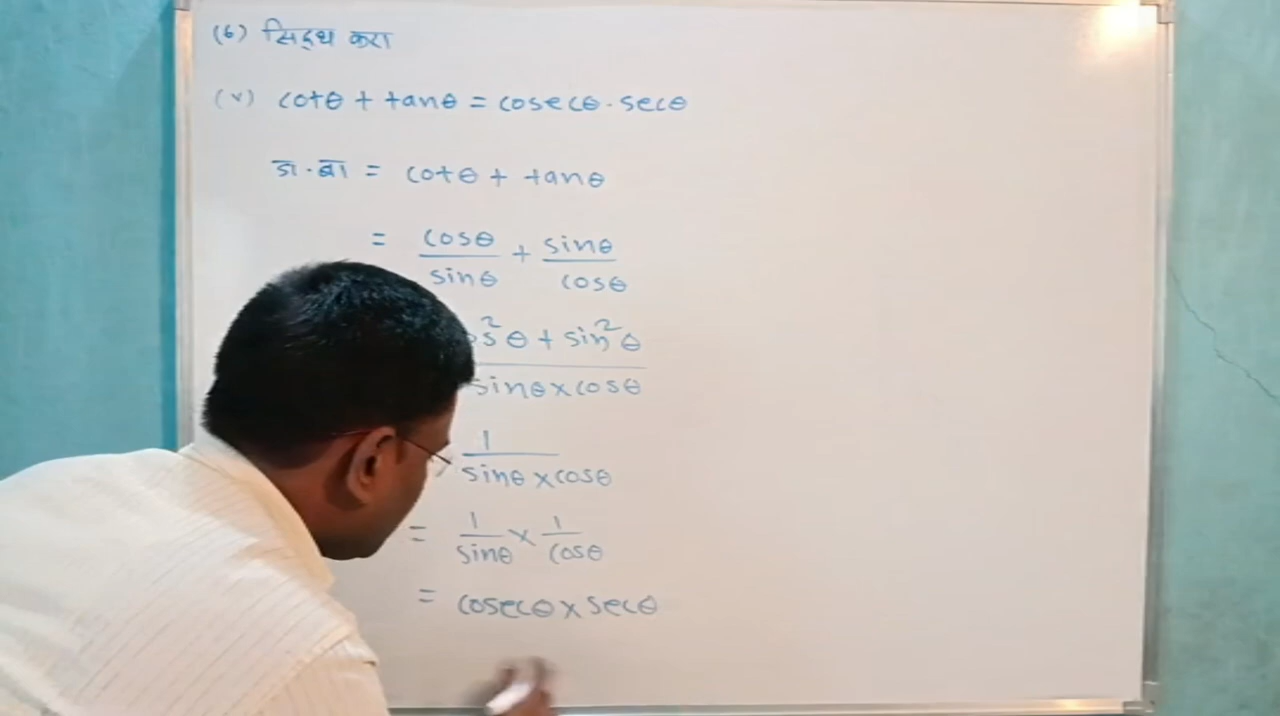 (6) सिद्ध करा
(v) cotθ + tanθ = cosecθ · secθ
डा · बा = cotθ + tanθ
= cosθ/sinθ + sinθ/cosθ
s²θ + sin²θ / sinθ × cosθ
1 / sinθ × cosθ
= 1/sinθ × 1/cosθ
= cosecθ × secθ